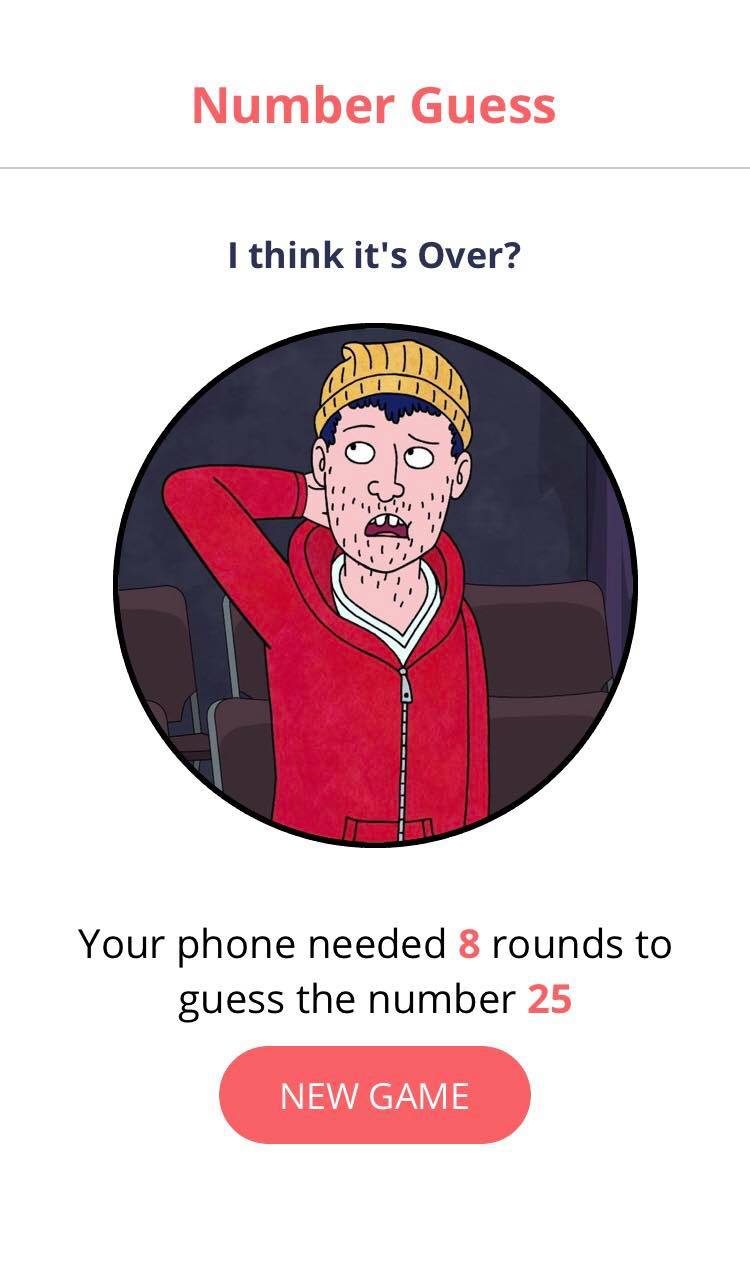 Number Guess
I think it's Over?
Your phone needed 8 rounds to
guess the number 25
NEW GAME